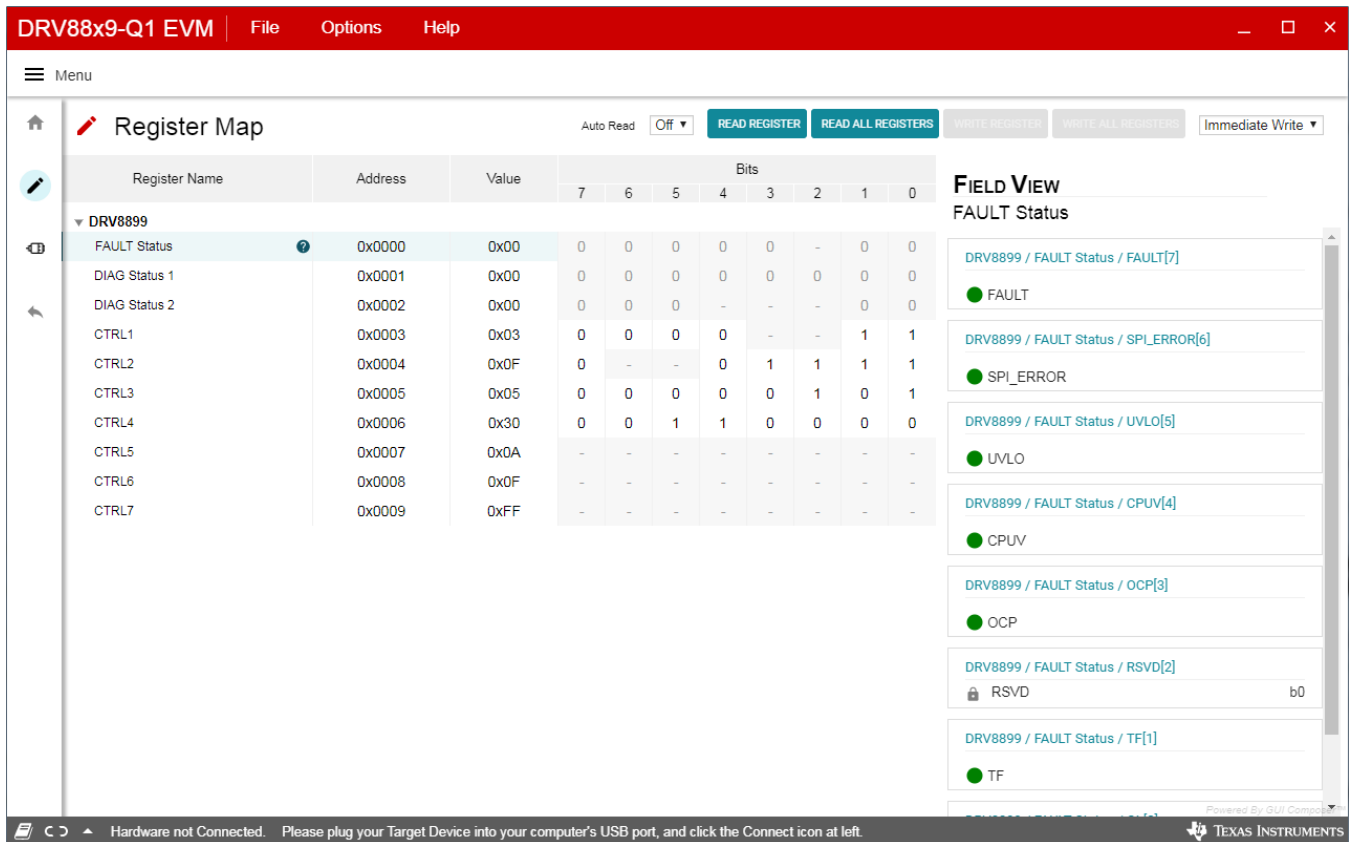 DRV88x9-Q1 EVM File Options Help
Menu
Register Map
Auto Read Off READ REGISTER READ ALL REGISTERS WRITE REGISTER WRITE ALL REGISTERS Immediate Write
Register Name Address Value Bits
7 6 5 4 3 2 1 0
DRV8899
FAULT Status ? 0x0000 0x00 0 0 0 0 0 - 0 0
DIAG Status 1 0x0001 0x00 0 0 0 0 0 0 0 0
DIAG Status 2 0x0002 0x00 0 0 0 - - - 0 0
CTRL1 0x0003 0x03 0 0 0 0 - - 1 1
CTRL2 0x0004 0x0F 0 - - 0 1 1 1 1
CTRL3 0x0005 0x05 0 0 0 0 0 1 0 1
CTRL4 0x0006 0x30 0 0 1 1 0 0 0 0
CTRL5 0x0007 0x0A - - - - - - - -
CTRL6 0x0008 0x0F - - - - - - - -
CTRL7 0x0009 0xFF - - - - - - - -
FIELD VIEW
FAULT Status
DRV8899 / FAULT Status / FAULT[7]
FAULT
DRV8899 / FAULT Status / SPI_ERROR[6]
SPI_ERROR
DRV8899 / FAULT Status / UVLO[5]
UVLO
DRV8899 / FAULT Status / CPUV[4]
CPUV
DRV8899 / FAULT Status / OCP[3]
OCP
DRV8899 / FAULT Status / RSVD[2]
RSVD b0
DRV8899 / FAULT Status / TF[1]
TF
Powered By GUI Composer™
Hardware not Connected. Please plug your Target Device into your computer's USB port, and click the Connect icon at left.
TEXAS INSTRUMENTS